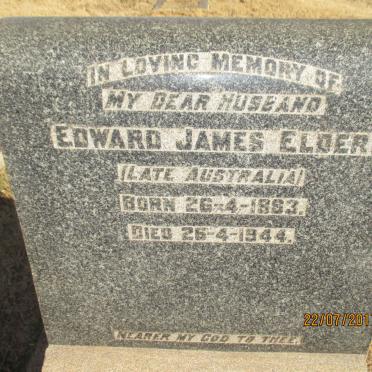 IN LOVING MEMORY OF
MY DEAR HUSBAND
EDWARD JAMES ELDER
(LATE AUSTRALIA)
BORN 26-4-1883.
DIED 26-4-1944.
NEARER MY GOD TO THEE.
22/07/201